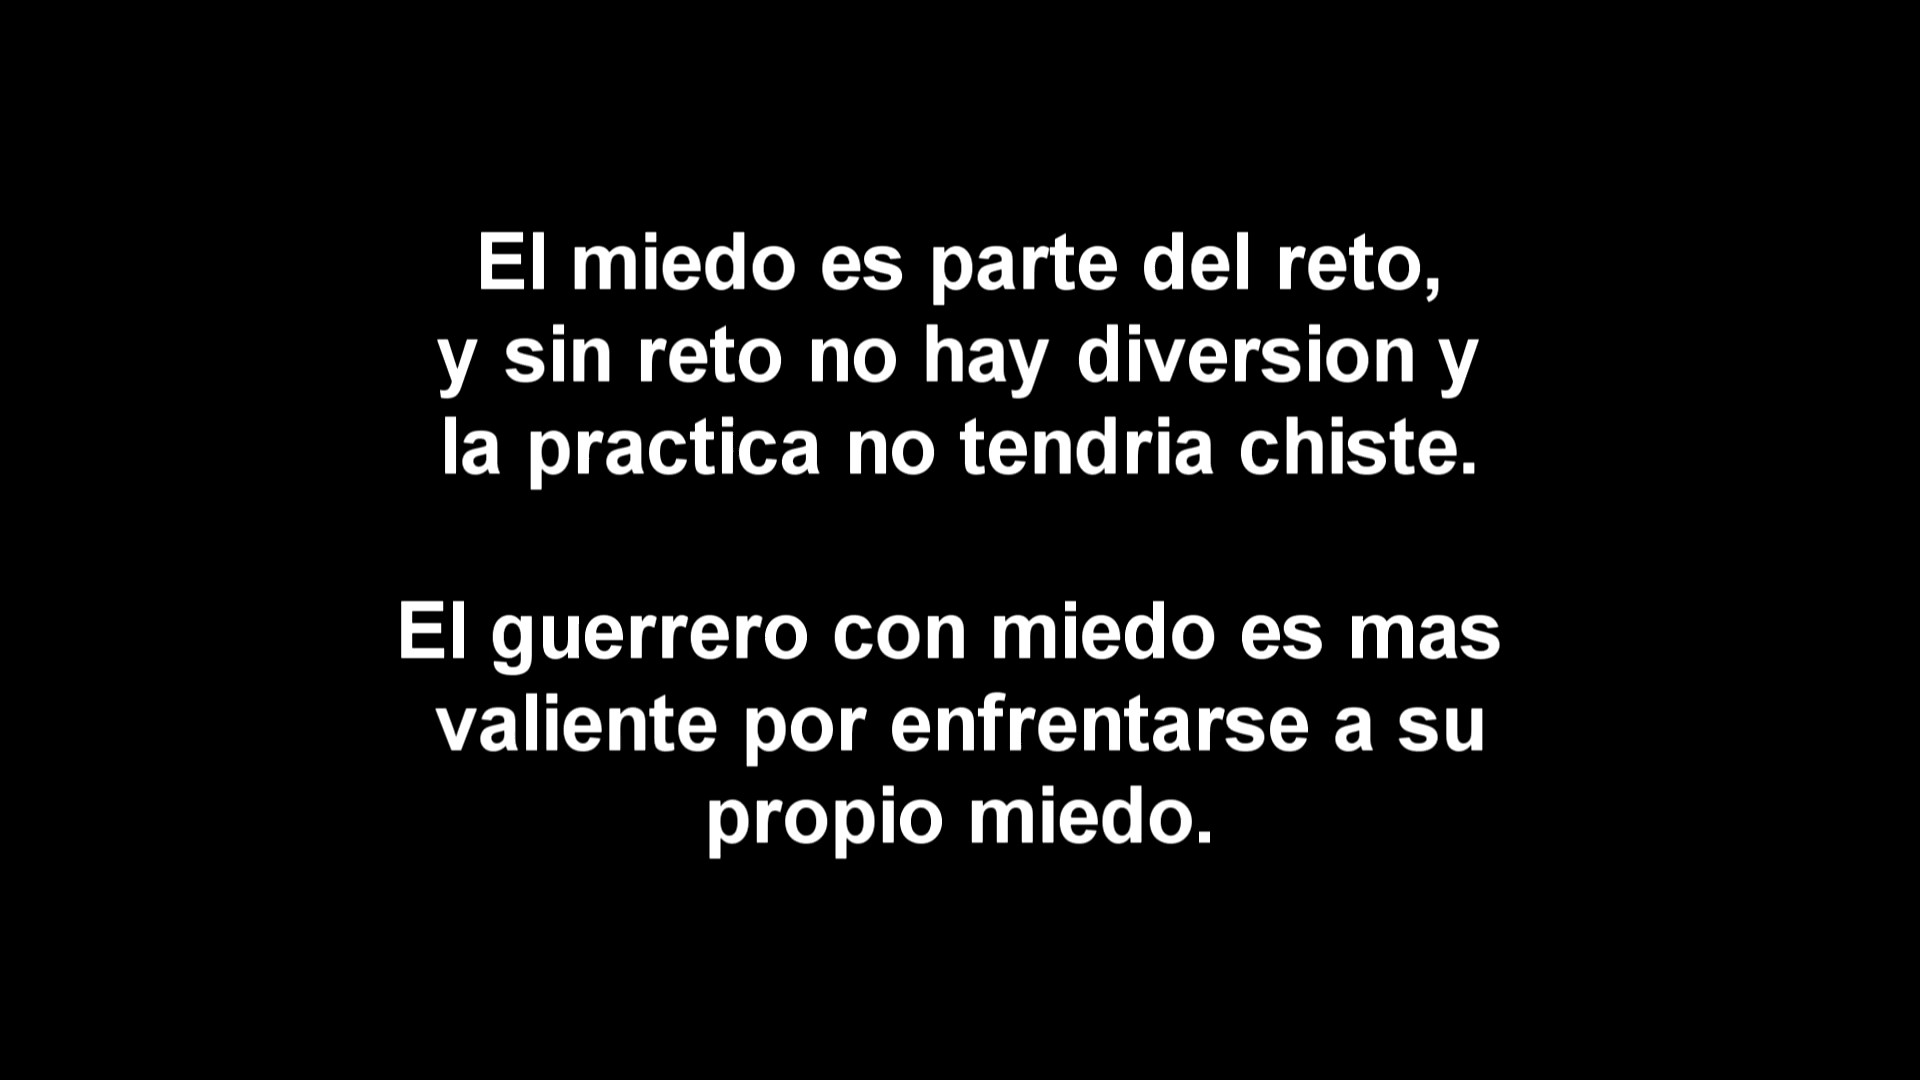 El miedo es parte del reto,
y sin reto no hay diversion y
la practica no tendria chiste.
El guerrero con miedo es mas
valiente por enfrentarse a su
propio miedo.